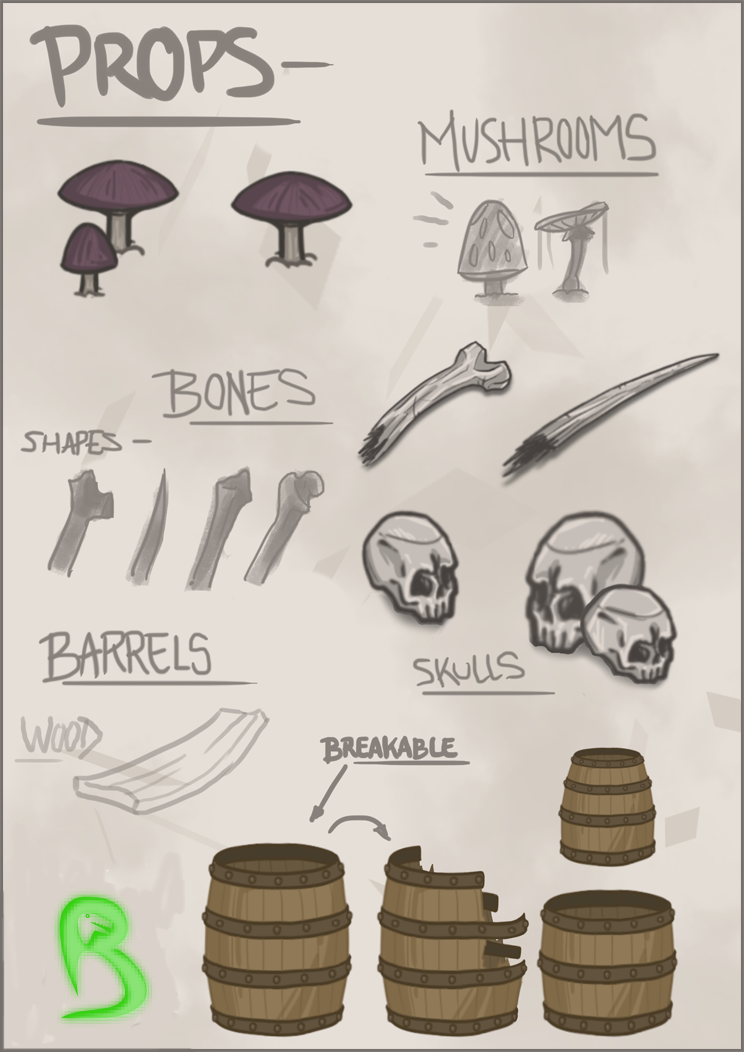 PROPS-
MUSHROOMS
BONES
SHAPES -
BARRELS
SKULLS
WOOD
BREAKABLE
B